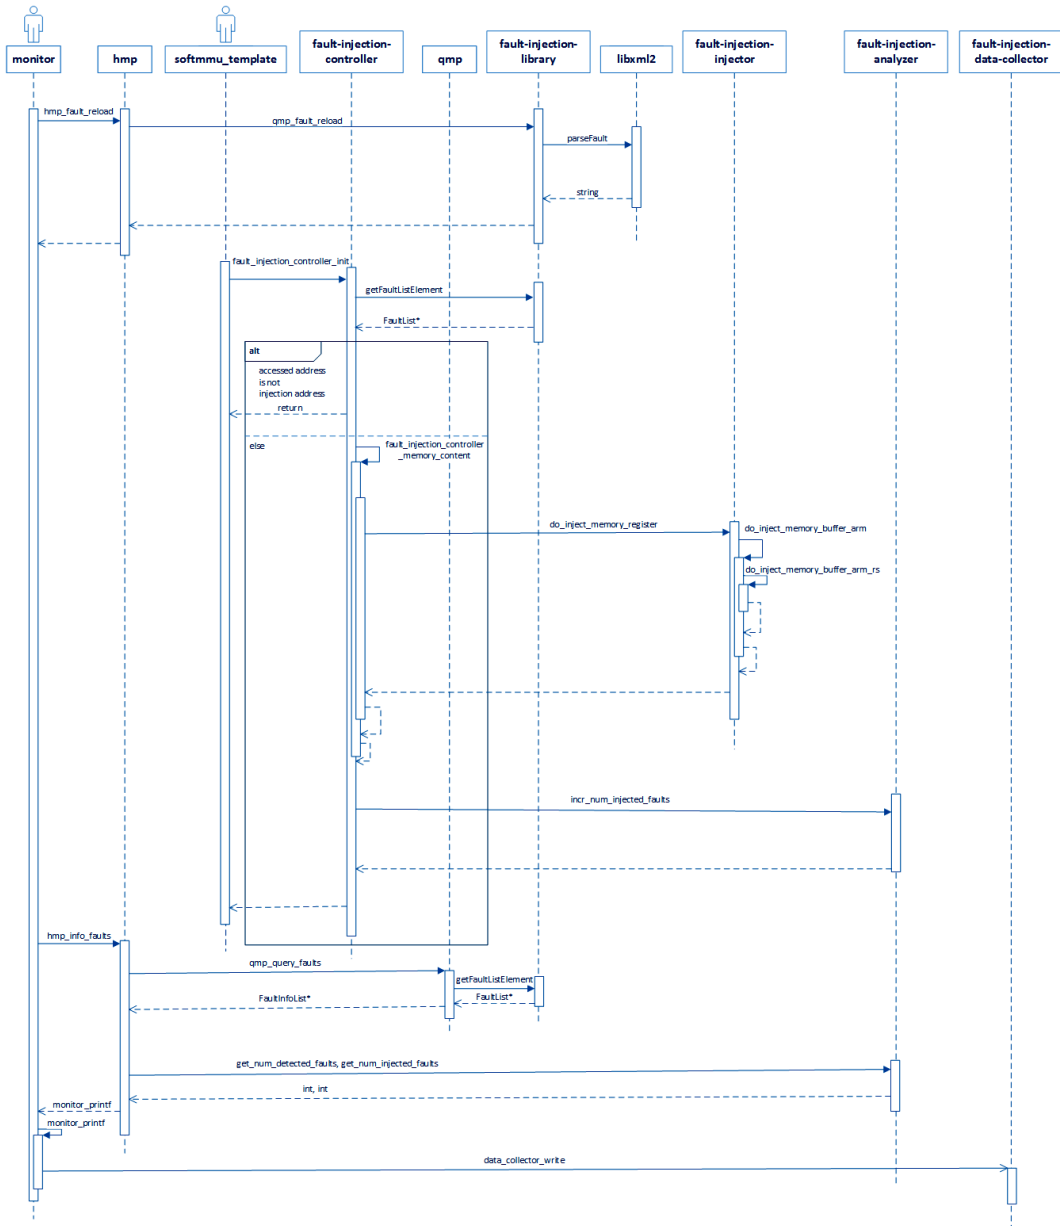 monitor
hmp
softmmu_template
fault-injection-
controller
qmp
fault-injection-
library
libxml2
fault-injection-
injector
fault-injection-
analyzer
fault-injection-
data-collector
hmp_fault_reload
qmp_fault_reload
parseFault
string
fault_injection_controller_init
getFaultListElement
FaultList*
alt
accessed address
is not
injection address
return
else
fault_injection_controller
_memory_content
do_inject_memory_register
do_inject_memory_buffer_arm
do_inject_memory_buffer_arm_rs
incr_num_injected_faults
hmp_info_faults
qmp_query_faults
getFaultListElement
FaultInfoList*
FaultList*
get_num_detected_faults, get_num_injected_faults
int, int
monitor_printf
monitor_printf
data_collector_write